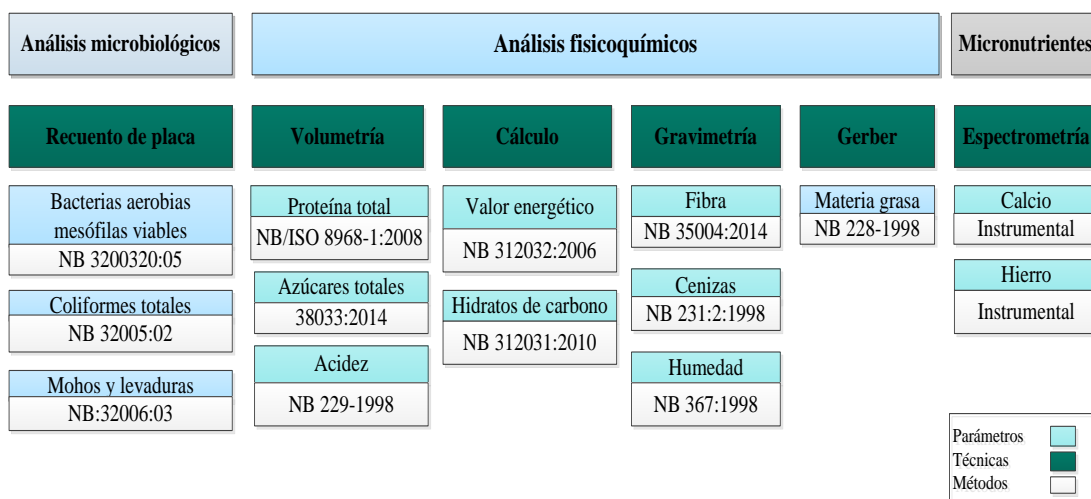 Análisis microbiológicos
Análisis fisicoquímicos
Micronutrientes
Recuento de placa
Volumetría
Cálculo
Gravimetría
Gerber
Espectrometría
Bacterias aerobias
mesófilas viables
NB 3200320:05
Coliformes totales
NB 32005:02
Mohos y levaduras
NB:32006:03
Proteína total
NB/ISO 8968-1:2008
Azúcares totales
38033:2014
Acidez
NB 229-1998
Valor energético
NB 312032:2006
Hidratos de carbono
NB 312031:2010
Fibra
NB 35004:2014
Cenizas
NB 231:2:1998
Humedad
NB 367:1998
Materia grasa
NB 228-1998
Calcio
Instrumental
Hierro
Instrumental
Parámetros
Técnicas
Métodos